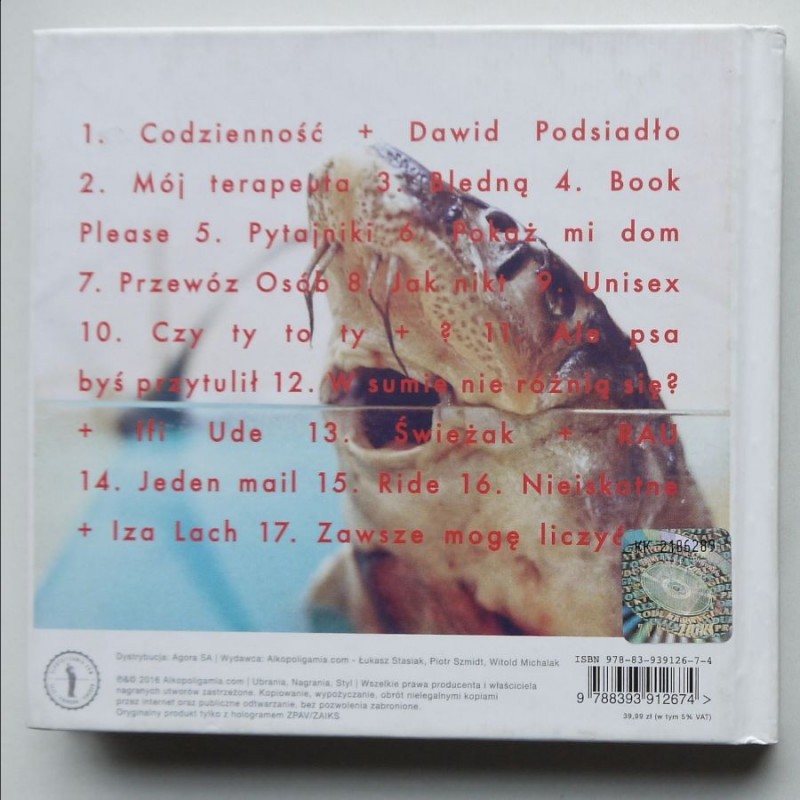 1. Codzienność + Dawid Podsiadło
2. Mój terapeuta 3. Bledną 4. Book
Please 5. Pytajniki 6. Pokaż mi dom
7. Przewóz Osób 8. Jak nikt 9. Unisex
10. Czy ty to ty + ? 11. Ale psa
byś przytulił 12. W sumie nie różnią się?
+ Ifi Ude 13. Świeżak + RAU
14. Jeden mail 15. Ride 16. Nieiskotne
+ Iza Lach 17. Zawsze mogę liczyć
KK 2186289
Dystrybucja: Agora SA | Wydawca: Alkopoligamia.com - Łukasz Stasiak, Piotr Szmidt, Witold Michalak
℗© 2016 Alkopoligamia.com | Ubrania, Nagrania, Styl | Wszelkie prawa producenta i właściciela
nagranych utworów zastrzeżone. Kopiowanie, wypożyczanie, obrót nielegalnymi kopiami
przez internet oraz publiczne odtwarzanie, bez pozwolenia zabronione.
Oryginalny produkt tylko z hologramem ZPAV/ZAIKS
ISBN 978-83-939126-7-4
9 788393 912674 >
39,99 zł (w tym 5% VAT)